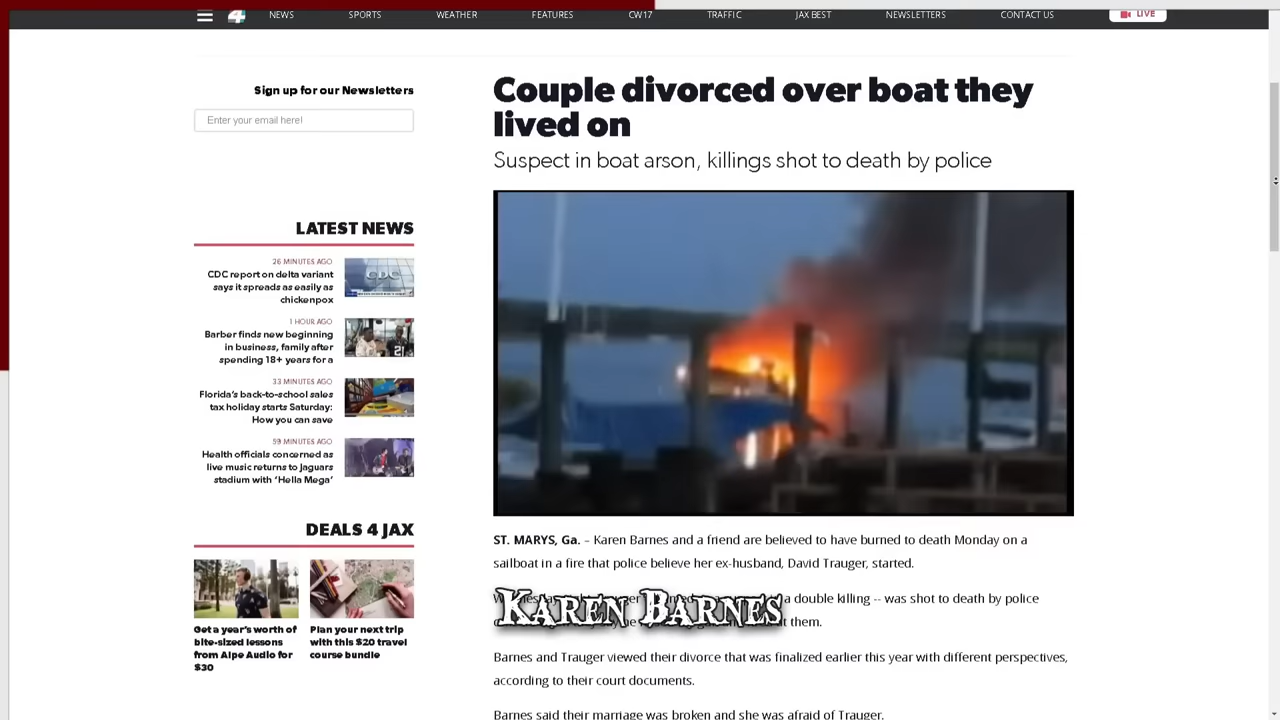 4
NEWS
SPORTS
WEATHER
FEATURES
CW17
TRAFFIC
JAX BEST
NEWSLETTERS
CONTACT US
LIVE
Sign up for our Newsletters
Enter your email here!
LATEST NEWS
26 MINUTES AGO
CDC report on delta variant
says it spreads as easily as
chickenpox
CDC
1 HOUR AGO
Barber finds new beginning
in business, family after
spending 18+ years for a
33 MINUTES AGO
Florida's back-to-school sales
tax holiday starts Saturday:
How you can save
59 MINUTES AGO
Health officials concerned as
live music returns to Jaguars
stadium with 'Hella Mega'
DEALS 4 JAX
Get a year's worth of
bite-sized lessons
from Alpe Audio for
$30
Plan your next trip
with this $20 travel
course bundle
Couple divorced over boat they
lived on
Suspect in boat arson, killings shot to death by police
ST. MARYS, Ga. – Karen Barnes and a friend are believed to have burned to death Monday on a
sailboat in a fire that police believe her ex-husband, David Trauger, started.
a double killing -- was shot to death by police
them.
KAREN BARNES
Barnes and Trauger viewed their divorce that was finalized earlier this year with different perspectives,
according to their court documents.
Barnes said their marriage was broken and she was afraid of Trauger.